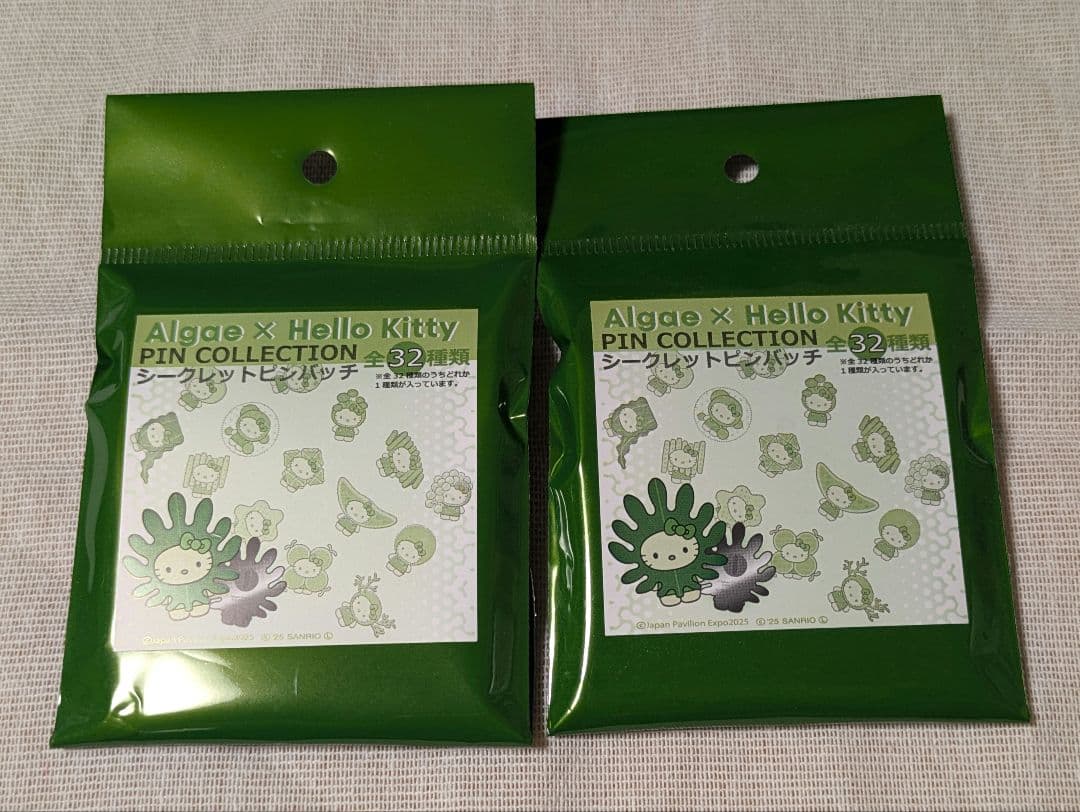 Algae × Hello Kitty
PIN COLLECTION 全32種類
シークレットピンバッチ
※全32種類のうちどれか
1種類が入っています。
©Japan Pavilion Expo2025 © '25 SANRIO Ⓛ
Algae × Hello Kitty
PIN COLLECTION 全32種類
シークレットピンバッチ
※全32種類のうちどれか
1種類が入っています。
©Japan Pavilion Expo2025 © '25 SANRIO Ⓛ